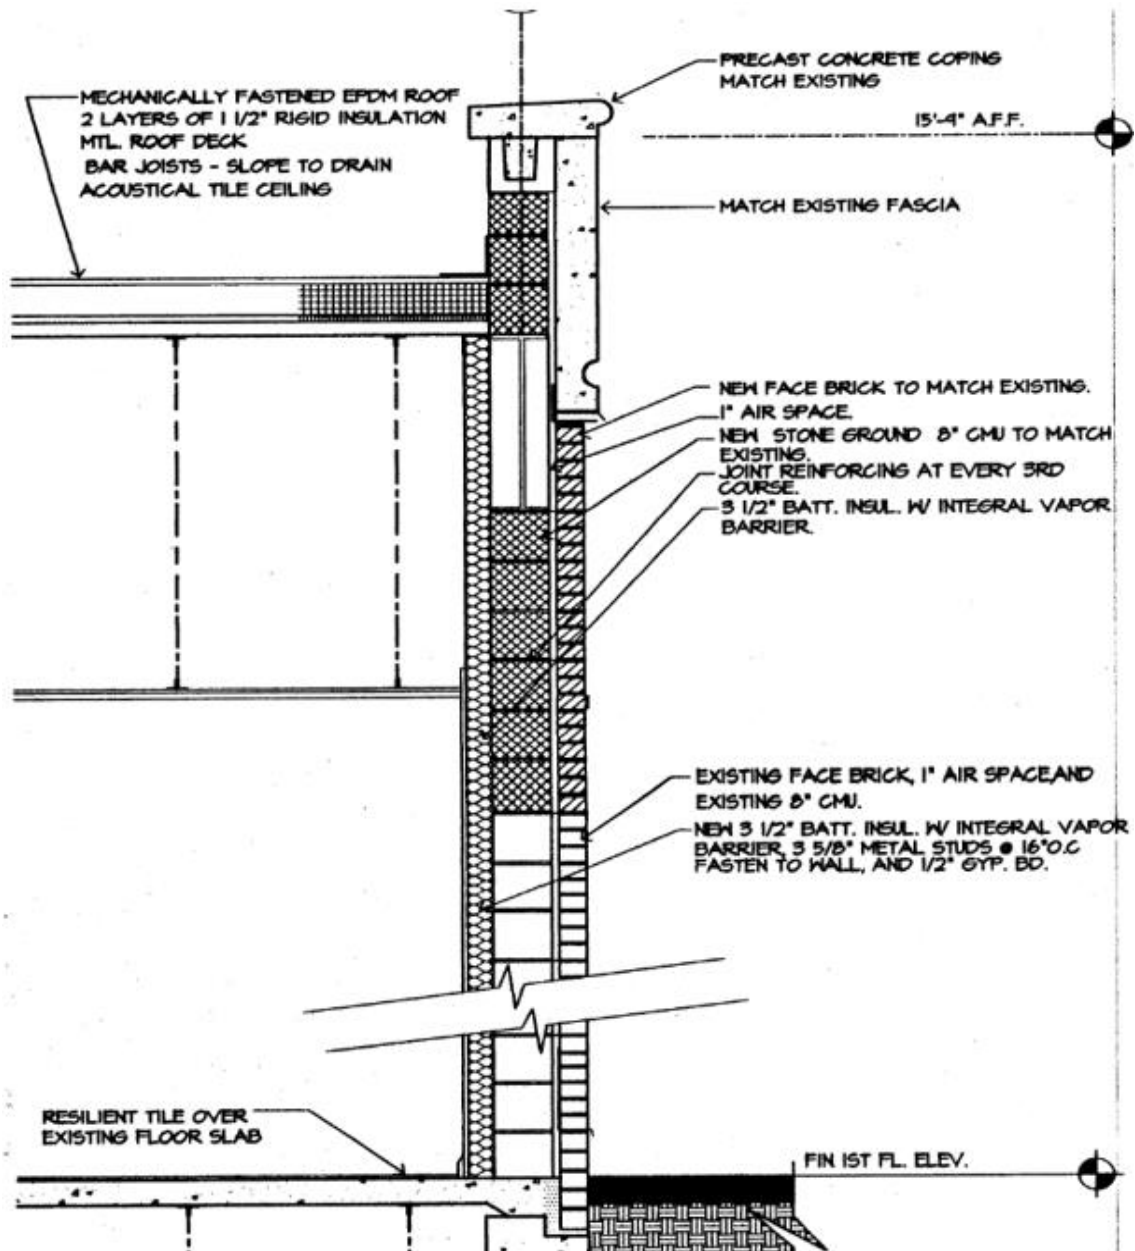 PRECAST CONCRETE COPING
MATCH EXISTING
MECHANICALLY FASTENED EPDM ROOF
2 LAYERS OF 1 1/2" RIGID INSULATION
MTL. ROOF DECK
BAR JOISTS - SLOPE TO DRAIN
ACOUSTICAL TILE CEILING
15'-4" A.F.F.
MATCH EXISTING FASCIA
NEW FACE BRICK TO MATCH EXISTING.
1" AIR SPACE.
NEW STONE GROUND 8" CMU TO MATCH
EXISTING.
JOINT REINFORCING AT EVERY 3RD
COURSE.
3 1/2" BATT. INSUL. W/ INTEGRAL VAPOR
BARRIER.
EXISTING FACE BRICK, 1" AIR SPACE,AND
EXISTING 8" CMU.
NEW 3 1/2" BATT. INSUL. W/ INTEGRAL VAPOR
BARRIER, 3 5/8" METAL STUDS @ 16"O.C
FASTEN TO WALL, AND 1/2" GYP. BD.
RESILIENT TILE OVER
EXISTING FLOOR SLAB
FIN 1ST FL. ELEV.